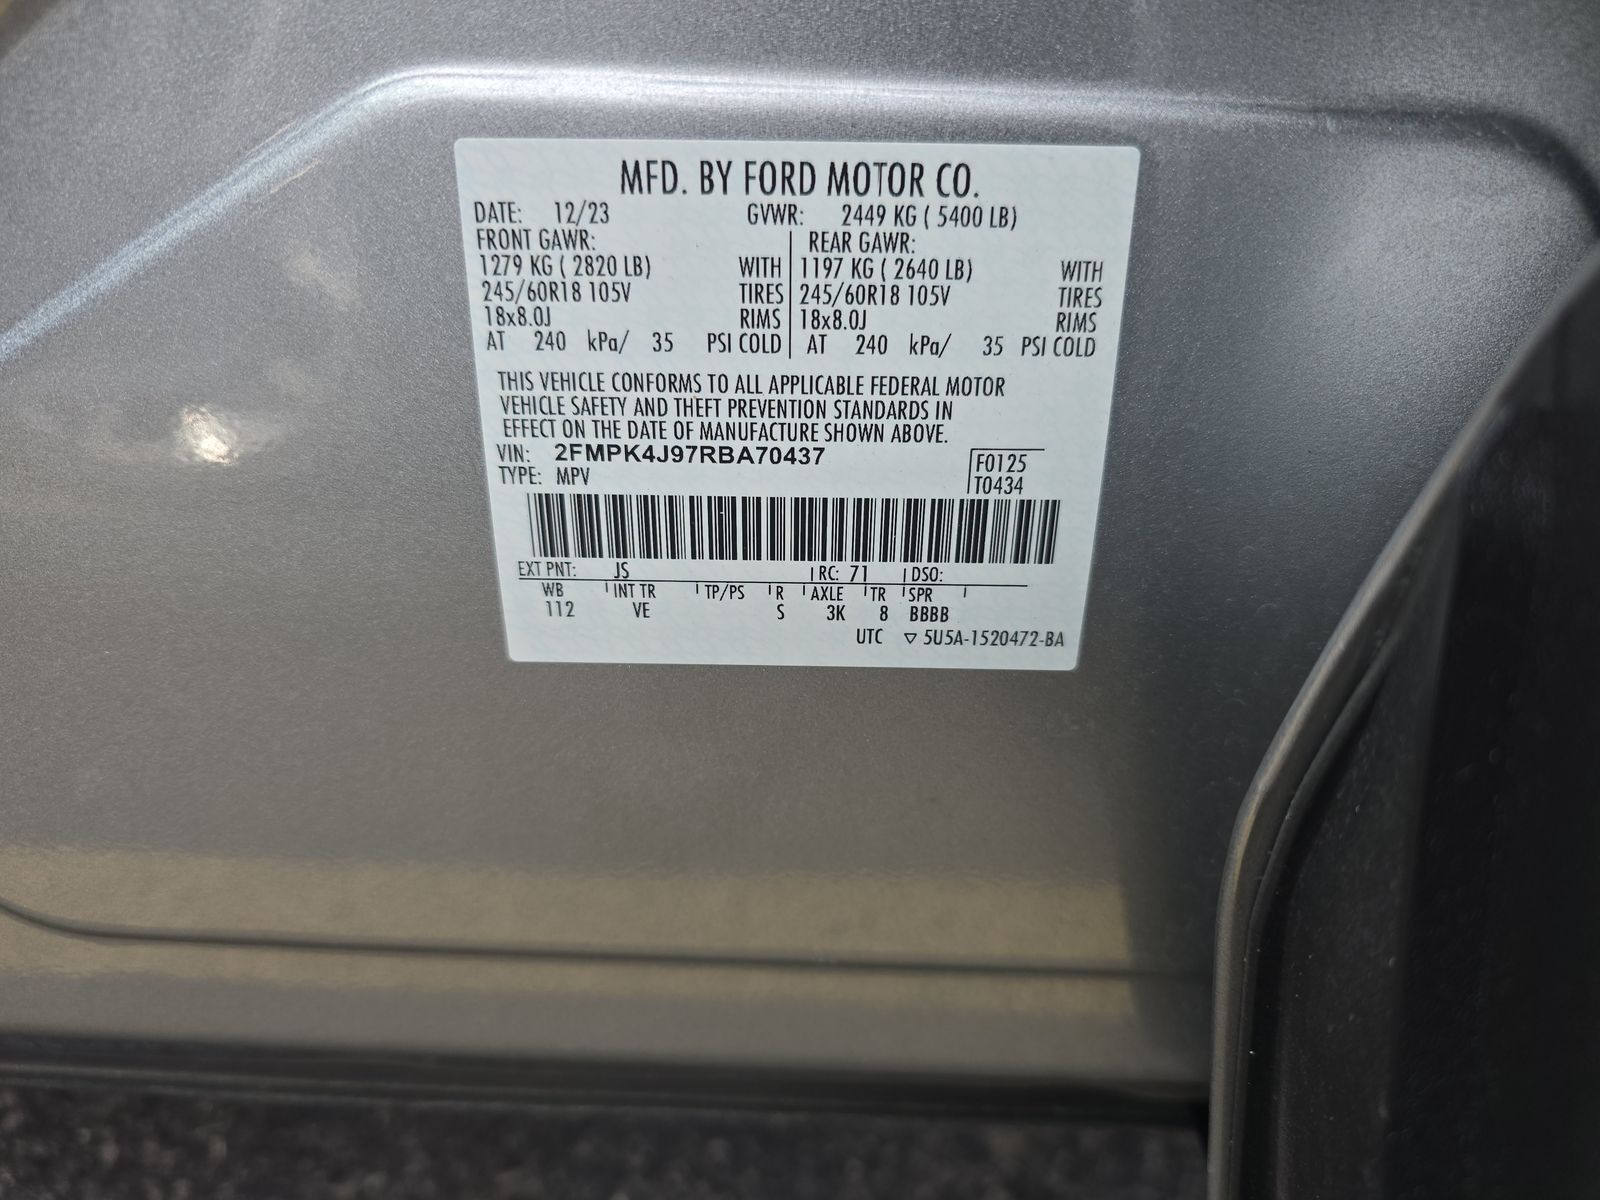 MFD. BY FORD MOTOR CO.
DATE: 12/23 GVWR: 2449 KG ( 5400 LB)
FRONT GAWR: REAR GAWR:
1279 KG ( 2820 LB) WITH 1197 KG ( 2640 LB) WITH
245/60R18 105V TIRES 245/60R18 105V TIRES
18x8.0J RIMS 18x8.0J RIMS
AT 240 kPa/ 35 PSI COLD AT 240 kPa/ 35 PSI COLD
THIS VEHICLE CONFORMS TO ALL APPLICABLE FEDERAL MOTOR
VEHICLE SAFETY AND THEFT PREVENTION STANDARDS IN
EFFECT ON THE DATE OF MANUFACTURE SHOWN ABOVE.
VIN: 2FMPK4J97RBA70437 F0125
TYPE: MPV T0434
EXT PNT: JS RC: 71 DSO:
WB INT TR TP/PS R AXLE TR SPR
112 VE S 3K 8 BBBB
UTC ▽ 5U5A-1520472-BA